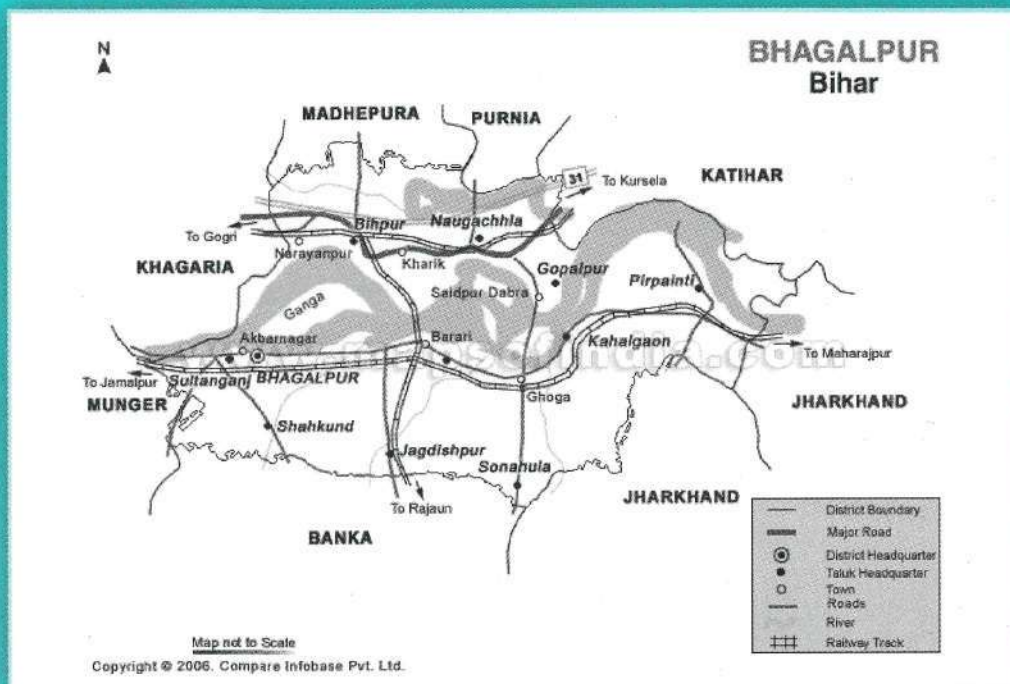 N
BHAGALPUR
Bihar
MADHEPURA
PURNIA
31
To Kursela
KATIHAR
Naugachhla
Bihpur
To Gogri
Narayanpur
Kharik
KHAGARIA
Gopalpur
Pirpainti
Saidpur Dabra
Ganga
Akbarnagar
Barari
Kahalgaon
www.mapsofindia.com
To Maharajpur
To Jamalpur
Sultanganj
BHAGALPUR
Ghoga
MUNGER
JHARKHAND
Shahkund
Jagdishpur
Sonahula
JHARKHAND
To Rajaun
BANKA
District Boundary
Major Road
District Headquarter
Taluk Headquarter
Town
Roads
River
Railway Track
Map not to Scale
Copyright © 2006. Compare Infobase Pvt. Ltd.